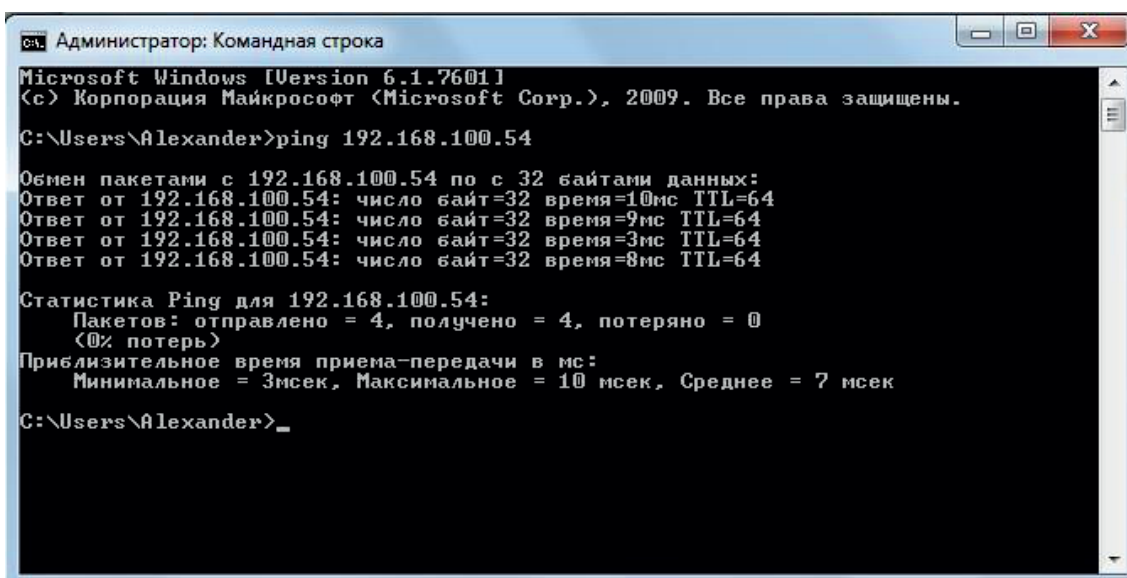 Администратор: Командная строка
Microsoft Windows [Version 6.1.7601]
(c) Корпорация Майкрософт (Microsoft Corp.), 2009. Все права защищены.
C:\Users\Alexander>ping 192.168.100.54
Обмен пакетами с 192.168.100.54 по с 32 байтами данных:
Ответ от 192.168.100.54: число байт=32 время=10мс TTL=64
Ответ от 192.168.100.54: число байт=32 время=9мс TTL=64
Ответ от 192.168.100.54: число байт=32 время=3мс TTL=64
Ответ от 192.168.100.54: число байт=32 время=8мс TTL=64
Статистика Ping для 192.168.100.54:
Пакетов: отправлено = 4, получено = 4, потеряно = 0
(0% потерь)
Приблизительное время приема-передачи в мс:
Минимальное = 3мсек, Максимальное = 10 мсек, Среднее = 7 мсек
C:\Users\Alexander>_